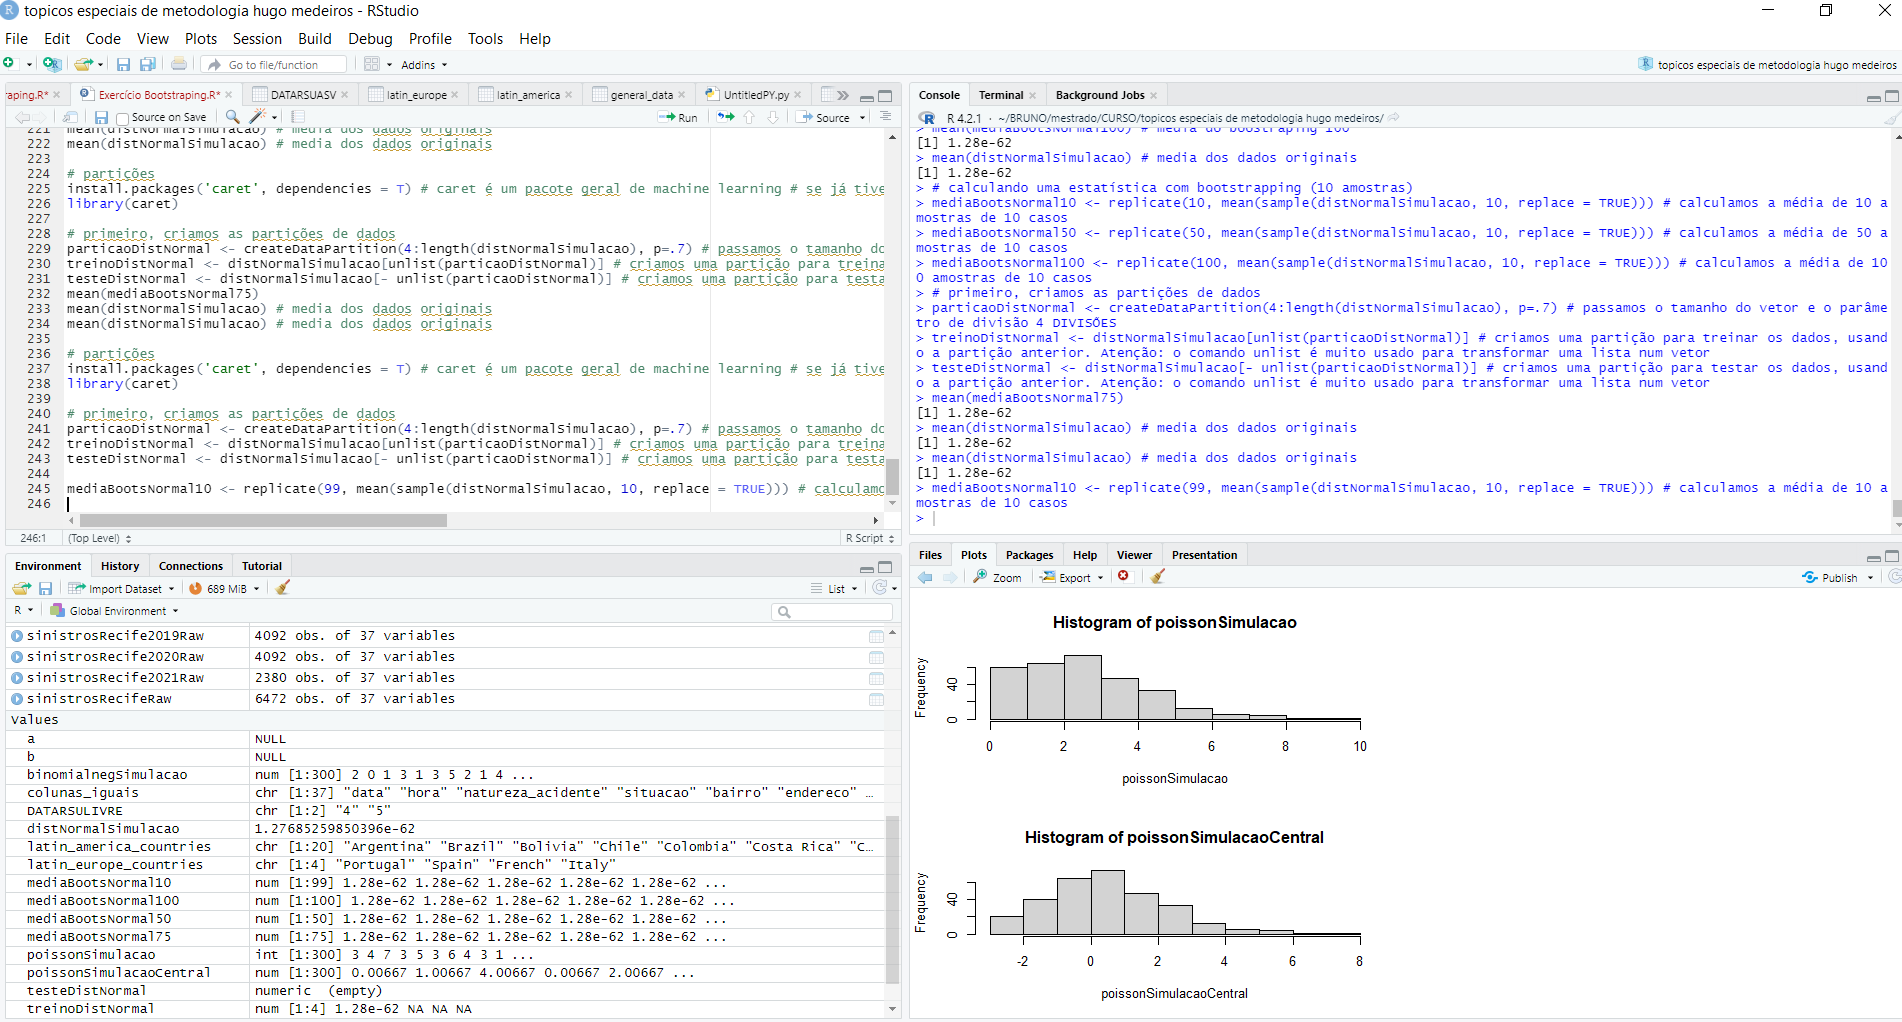 topicos especiais de metodologia hugo medeiros - RStudio
File Edit Code View Plots Session Build Debug Profile Tools Help
Go to file/function Addins
topicos especiais de metodologia hugo medeiros
raping.R* Exercício Bootstraping.R* DATARSUASV latin_europe latin_america general_data UntitledPY.py
Source on Save Run Source
221 mean(distNormalSimulacao) # media dos dados originais
222 mean(distNormalSimulacao) # media dos dados originais
223
224 # partições
225 install.packages('caret', dependencies = T) # caret é um pacote geral de machine learning # se já tive
226 library(caret)
227
228 # primeiro, criamos as partições de dados
229 particaoDistNormal <- createDataPartition(4:length(distNormalSimulacao), p=.7) # passamos o tamanho do
230 treinoDistNormal <- distNormalSimulacao[unlist(particaoDistNormal)] # criamos uma partição para treina
231 testeDistNormal <- distNormalSimulacao[- unlist(particaoDistNormal)] # criamos uma partição para testa
232 mean(mediaBootsNormal75)
233 mean(distNormalSimulacao) # media dos dados originais
234 mean(distNormalSimulacao) # media dos dados originais
235
236 # partições
237 install.packages('caret', dependencies = T) # caret é um pacote geral de machine learning # se já tive
238 library(caret)
239
240 # primeiro, criamos as partições de dados
241 particaoDistNormal <- createDataPartition(4:length(distNormalSimulacao), p=.7) # passamos o tamanho do
242 treinoDistNormal <- distNormalSimulacao[unlist(particaoDistNormal)] # criamos uma partição para treina
243 testeDistNormal <- distNormalSimulacao[- unlist(particaoDistNormal)] # criamos uma partição para testa
244
245 mediaBootsNormal10 <- replicate(99, mean(sample(distNormalSimulacao, 10, replace = TRUE))) # calculamo
246
246:1 (Top Level) R Script
Console Terminal Background Jobs
R 4.2.1 · ~/BRUNO/mestrado/CURSO/topicos especiais de metodologia hugo medeiros/
> mean(mediaBootsNormal100) # media do boostraping 100
[1] 1.28e-62
> mean(distNormalSimulacao) # media dos dados originais
[1] 1.28e-62
> # calculando uma estatística com bootstrapping (10 amostras)
> mediaBootsNormal10 <- replicate(10, mean(sample(distNormalSimulacao, 10, replace = TRUE))) # calculamos a média de 10 a
mostras de 10 casos
> mediaBootsNormal50 <- replicate(50, mean(sample(distNormalSimulacao, 10, replace = TRUE))) # calculamos a média de 50 a
mostras de 10 casos
> mediaBootsNormal100 <- replicate(100, mean(sample(distNormalSimulacao, 10, replace = TRUE))) # calculamos a média de 10
0 amostras de 10 casos
> # primeiro, criamos as partições de dados
> particaoDistNormal <- createDataPartition(4:length(distNormalSimulacao), p=.7) # passamos o tamanho do vetor e o parâme
tro de divisão 4 DIVISÕES
> treinoDistNormal <- distNormalSimulacao[unlist(particaoDistNormal)] # criamos uma partição para treinar os dados, usand
o a partição anterior. Atenção: o comando unlist é muito usado para transformar uma lista num vetor
> testeDistNormal <- distNormalSimulacao[- unlist(particaoDistNormal)] # criamos uma partição para testar os dados, usand
o a partição anterior. Atenção: o comando unlist é muito usado para transformar uma lista num vetor
> mean(mediaBootsNormal75)
[1] 1.28e-62
> mean(distNormalSimulacao) # media dos dados originais
[1] 1.28e-62
> mean(distNormalSimulacao) # media dos dados originais
[1] 1.28e-62
> mediaBootsNormal10 <- replicate(99, mean(sample(distNormalSimulacao, 10, replace = TRUE))) # calculamos a média de 10 a
mostras de 10 casos
>
Environment History Connections Tutorial
Import Dataset 689 MiB List
R Global Environment
sinistrosRecife2019Raw 4092 obs. of 37 variables
sinistrosRecife2020Raw 4092 obs. of 37 variables
sinistrosRecife2021Raw 2380 obs. of 37 variables
sinistrosRecifeRaw 6472 obs. of 37 variables
Values
a NULL
b NULL
binomialnegSimulacao num [1:300] 2 0 1 3 1 3 5 2 1 4 ...
colunas_iguais chr [1:37] "data" "hora" "natureza_acidente" "situacao" "bairro" "endereco" …
DATARSULIVRE chr [1:2] "4" "5"
distNormalSimulacao 1.27685259850396e-62
latin_america_countries chr [1:20] "Argentina" "Brazil" "Bolivia" "Chile" "Colombia" "Costa Rica" "C…
latin_europe_countries chr [1:4] "Portugal" "Spain" "French" "Italy"
mediaBootsNormal10 num [1:99] 1.28e-62 1.28e-62 1.28e-62 1.28e-62 1.28e-62 ...
mediaBootsNormal100 num [1:100] 1.28e-62 1.28e-62 1.28e-62 1.28e-62 1.28e-62 ...
mediaBootsNormal50 num [1:50] 1.28e-62 1.28e-62 1.28e-62 1.28e-62 1.28e-62 ...
mediaBootsNormal75 num [1:75] 1.28e-62 1.28e-62 1.28e-62 1.28e-62 1.28e-62 ...
poissonSimulacao int [1:300] 3 4 7 3 5 3 6 4 3 1 ...
poissonSimulacaoCentral num [1:300] 0.00667 1.00667 4.00667 0.00667 2.00667 ...
testeDistNormal numeric (empty)
treinoDistNormal num [1:4] 1.28e-62 NA NA NA
Files Plots Packages Help Viewer Presentation
Zoom Export Publish
Histogram of poissonSimulacao
Frequency
0 40
0 2 4 6 8 10
poissonSimulacao
Histogram of poissonSimulacaoCentral
Frequency
0 40
-2 0 2 4 6 8
poissonSimulacaoCentral